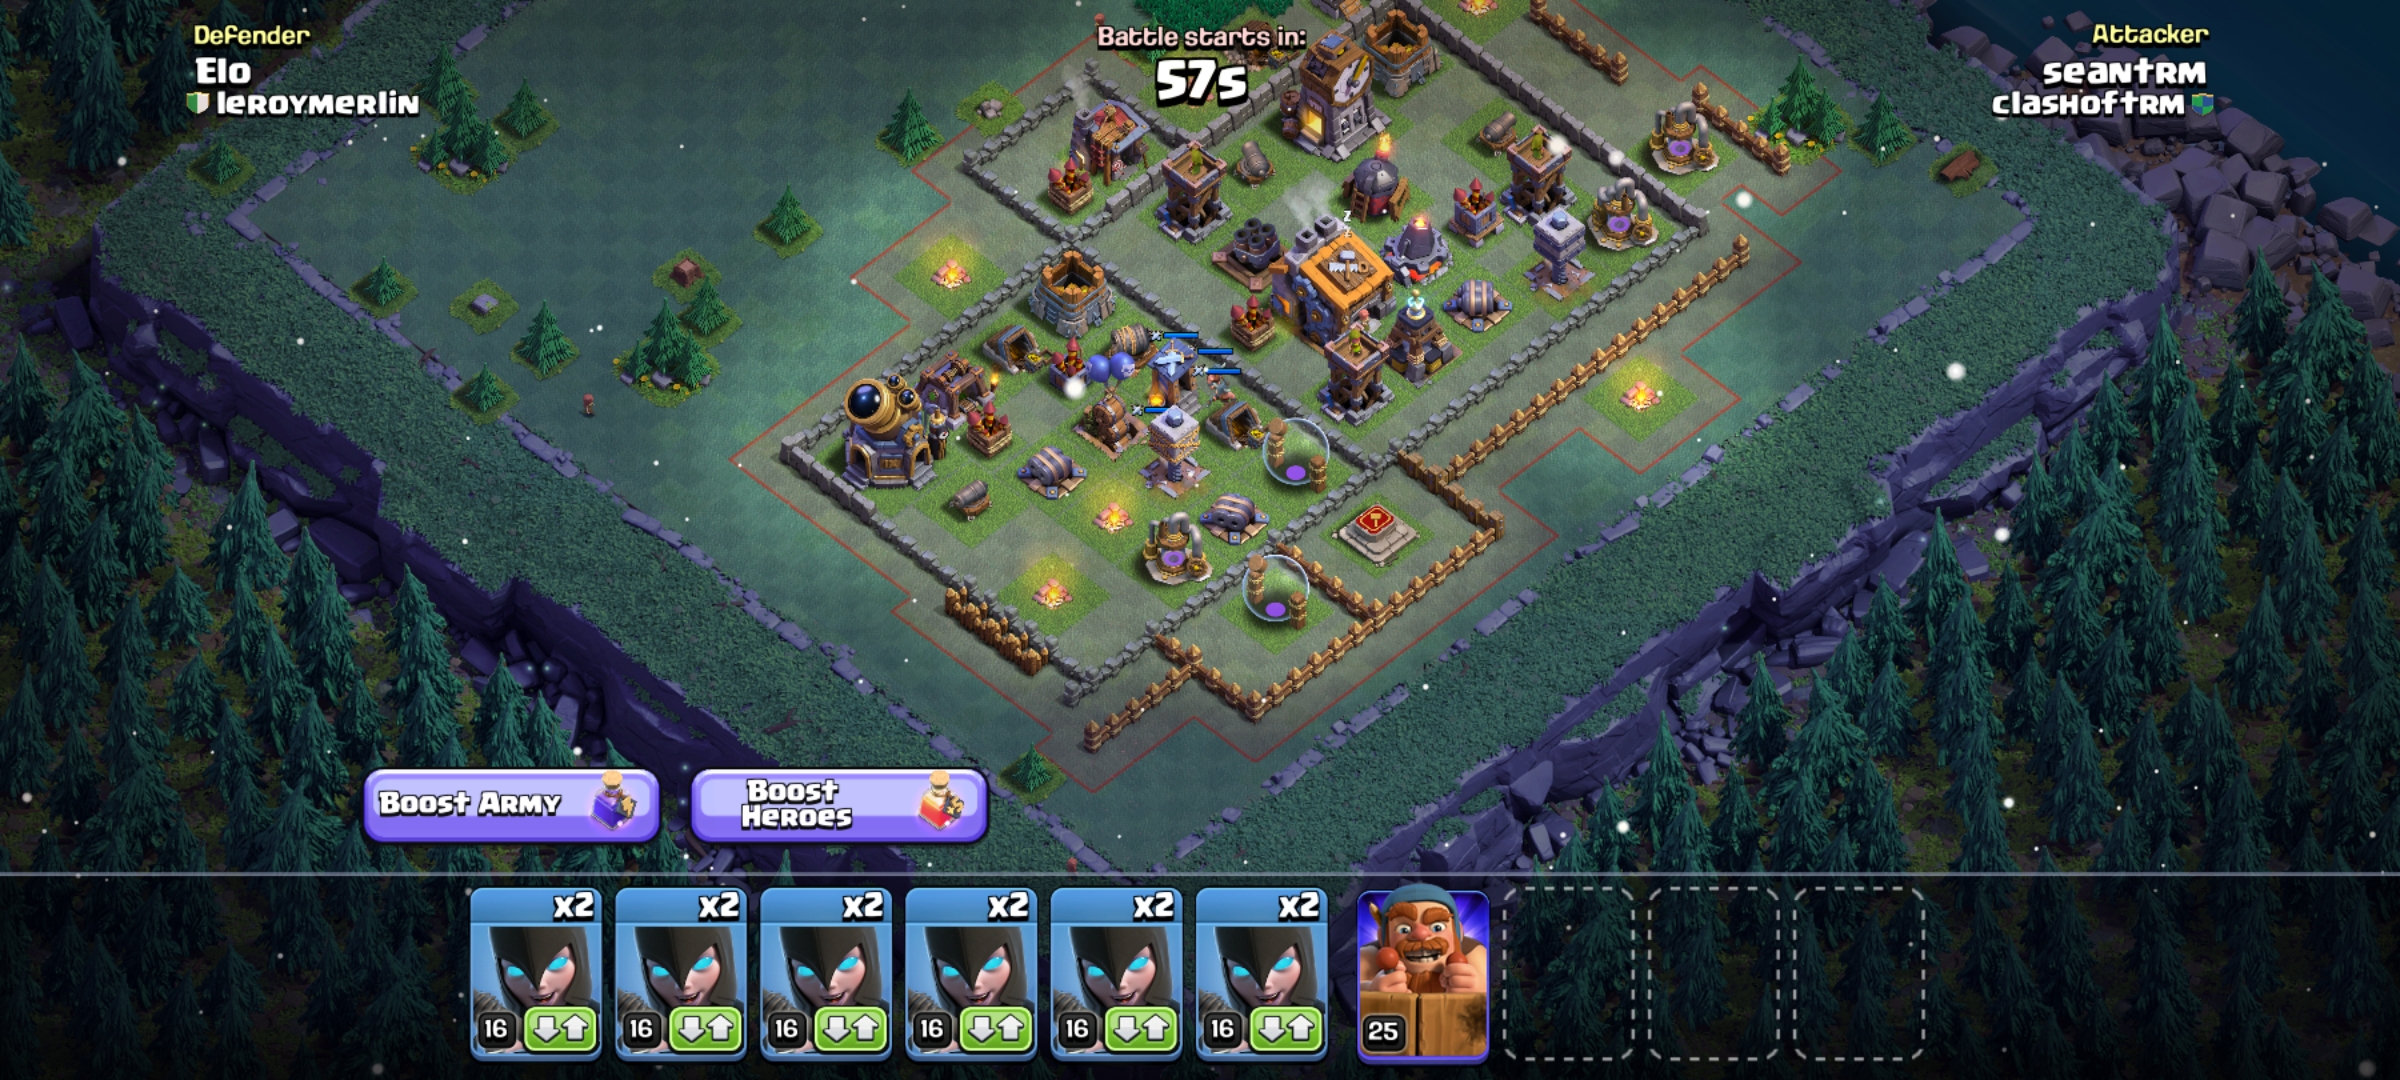 Defender
Elo
leroymerlin
Battle starts in:
57s
Attacker
seantrm
clashoftrm
z
Boost Army
Boost
Heroes
x2
x2
x2
x2
x2
x2
16
16
16
16
16
16
25